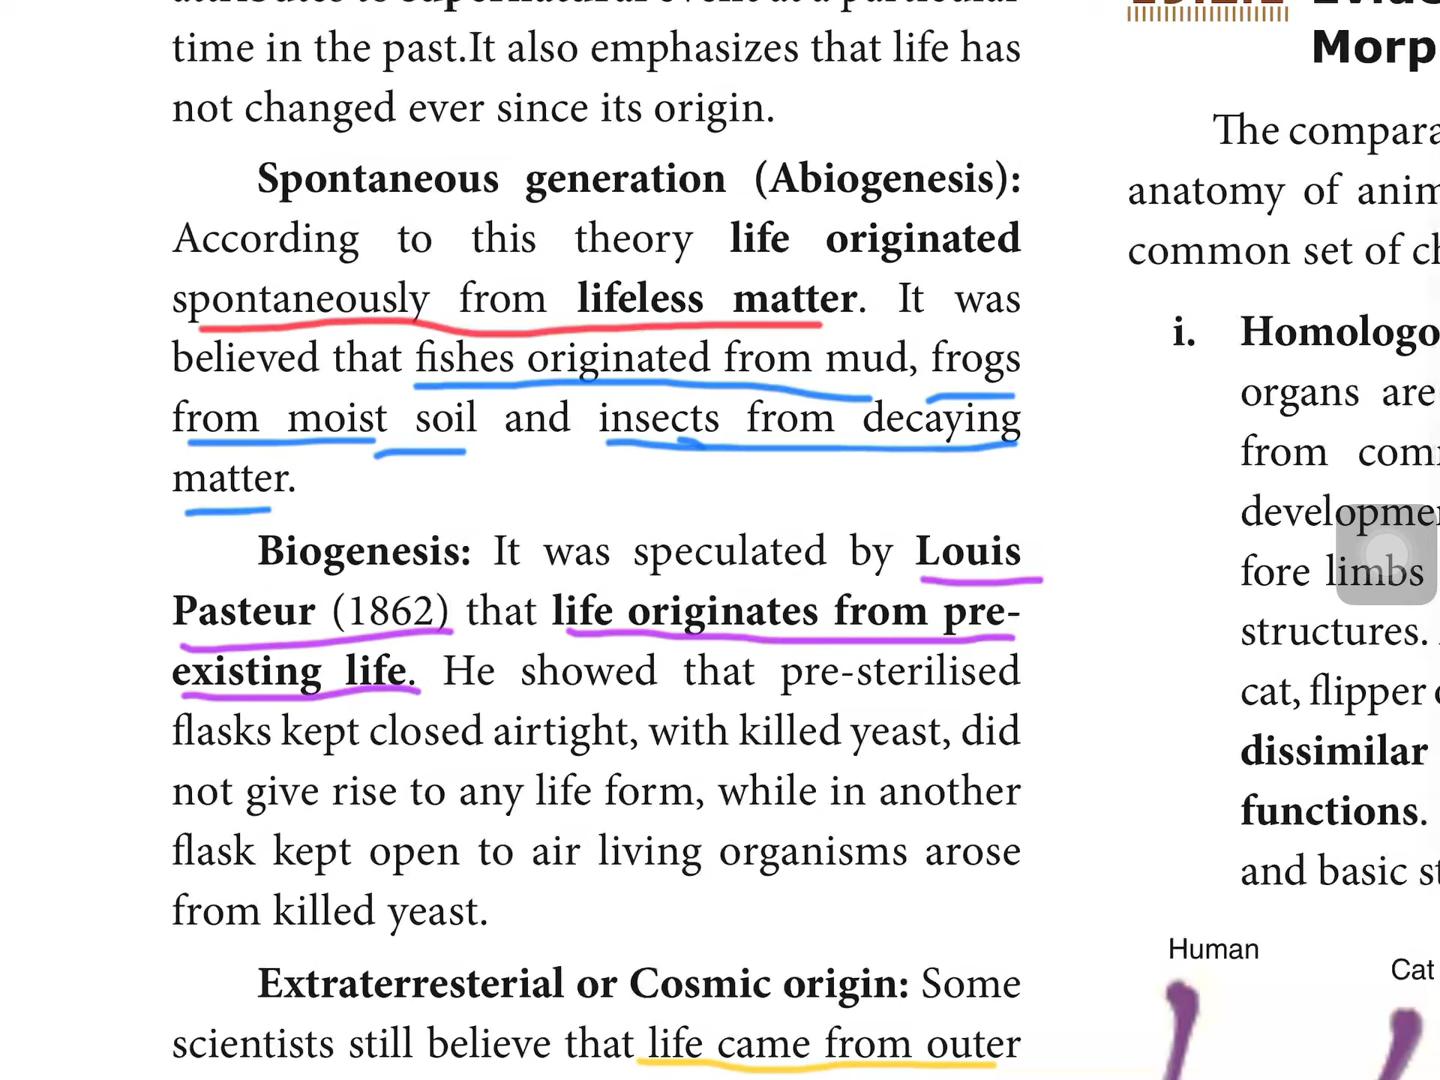 time in the past.It also emphasizes that life has
not changed ever since its origin.
Spontaneous generation (Abiogenesis):
According to this theory life originated
spontaneously from lifeless matter. It was
believed that fishes originated from mud, frogs
from moist soil and insects from decaying
matter.
Biogenesis: It was speculated by Louis
Pasteur (1862) that life originates from pre-
existing life. He showed that pre-sterilised
flasks kept closed airtight, with killed yeast, did
not give rise to any life form, while in another
flask kept open to air living organisms arose
from killed yeast.
Extraterresterial or Cosmic origin: Some
scientists still believe that life came from outer
Morp
The compara
anatomy of anim
common set of ch
i. Homologo
organs are
from com
developmen
fore limbs
structures.
cat, flipper
dissimilar
functions.
and basic st
Human
Cat